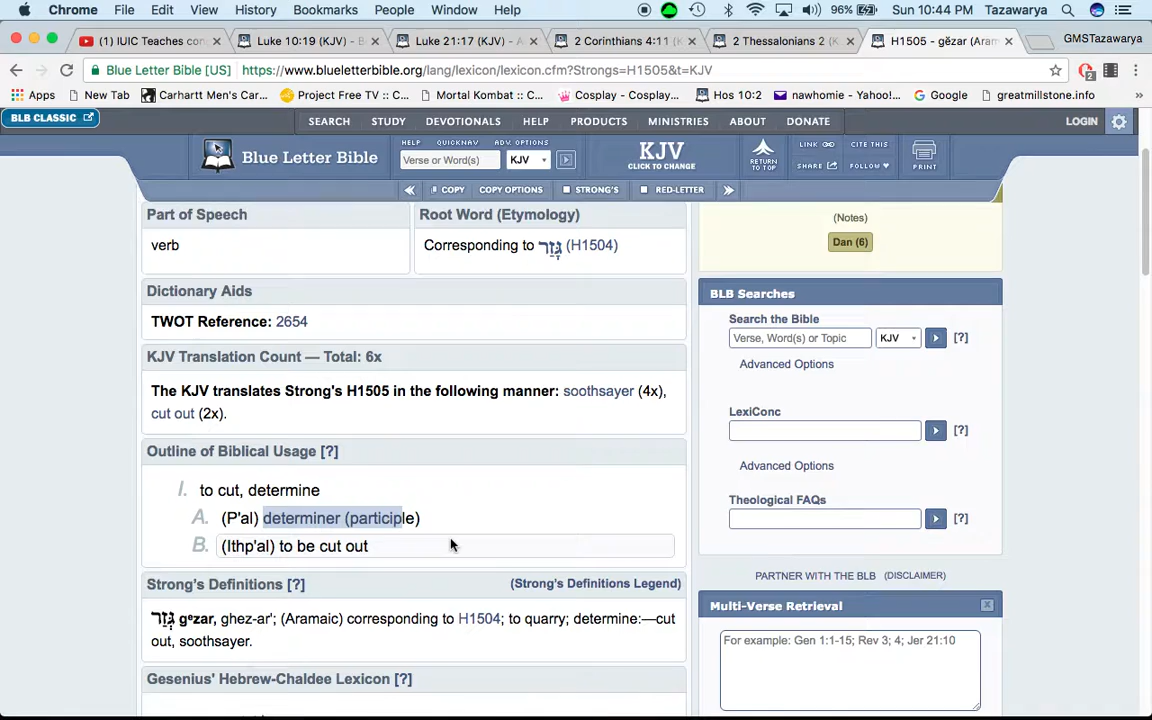 Chrome File Edit View History Bookmarks People Window Help 96% Sun 10:44 PM Tazawarya
(1) IUIC Teaches con Luke 10:19 (KJV) - B Luke 21:17 (KJV) - A 2 Corinthians 4:11 ( 2 Thessalonians 2 (K H1505 - gĕzar (Aram GMSTazawarya
Blue Letter Bible [US] https://www.blueletterbible.org/lang/lexicon/lexicon.cfm?Strongs=H1505&t=KJV 2
Apps New Tab Carhartt Men's Car... Project Free TV :: C... Mortal Kombat :: C... Cosplay - Cosplay... Hos 10:2 nawhomie - Yahoo!... Google greatmillstone.info »
BLB CLASSIC SEARCH STUDY DEVOTIONALS HELP PRODUCTS MINISTRIES ABOUT DONATE LOGIN
HELP QUICKNAV ADV. OPTIONS
Blue Letter Bible Verse or Word(s) KJV KJV CLICK TO CHANGE RETURN TO TOP LINK CITE THIS SHARE FOLLOW PRINT
COPY COPY OPTIONS STRONG'S RED-LETTER
Part of Speech
verb
Root Word (Etymology)
Corresponding to גָּזַר (H1504)
Dictionary Aids
TWOT Reference: 2654
KJV Translation Count — Total: 6x
The KJV translates Strong's H1505 in the following manner: soothsayer (4x),
cut out (2x).
Outline of Biblical Usage [?]
I. to cut, determine
A. (P'al) determiner (participle)
B. (Ithp'al) to be cut out
Strong's Definitions [?] (Strong's Definitions Legend)
גְּזַר gᵉzar, ghez-ar'; (Aramaic) corresponding to H1504; to quarry; determine:—cut
out, soothsayer.
Gesenius' Hebrew-Chaldee Lexicon [?]
(Notes)
Dan (6)
BLB Searches
Search the Bible
Verse, Word(s) or Topic KJV [?]
Advanced Options
LexiConc
[?]
Advanced Options
Theological FAQs
[?]
PARTNER WITH THE BLB (DISCLAIMER)
Multi-Verse Retrieval x
For example: Gen 1:1-15; Rev 3; 4; Jer 21:10